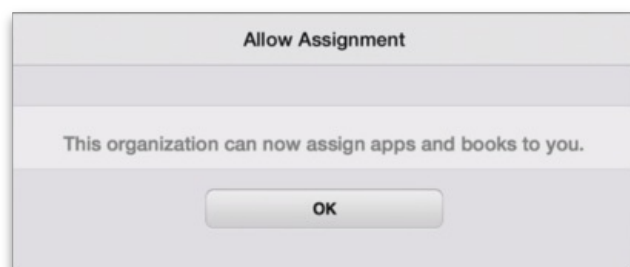 Allow Assignment
This organization can now assign apps and books to you.
OK